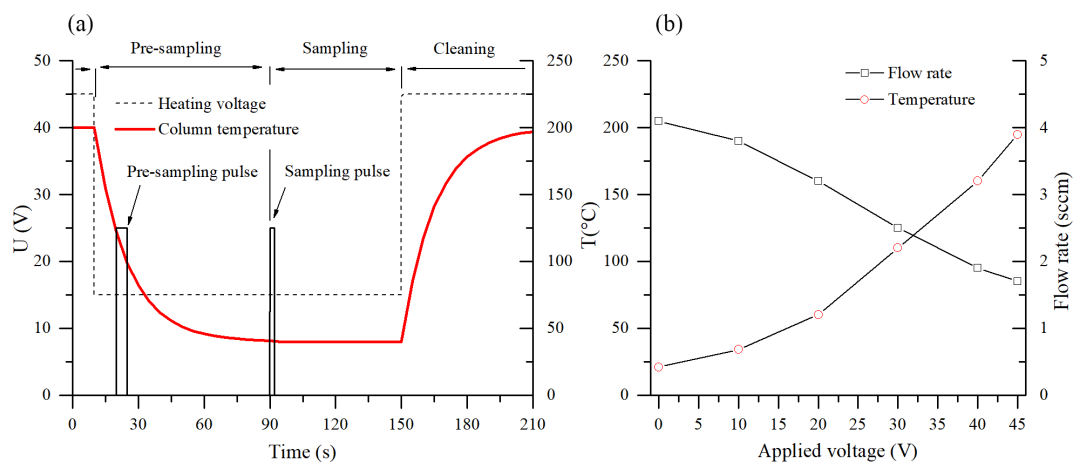 (a)
Pre-sampling
Sampling
Cleaning
50
250
Heating voltage
Column temperature
40
200
Pre-sampling pulse
Sampling pulse
30
150
20
100
10
50
0
0
U (V)
0 30 60 90 120 150 180 210
Time (s)
(b)
250
5
Flow rate
Temperature
200
4
150
3
100
2
50
1
0
0
T(°C)
Flow rate (sccm)
0 5 10 15 20 25 30 35 40 45
Applied voltage (V)